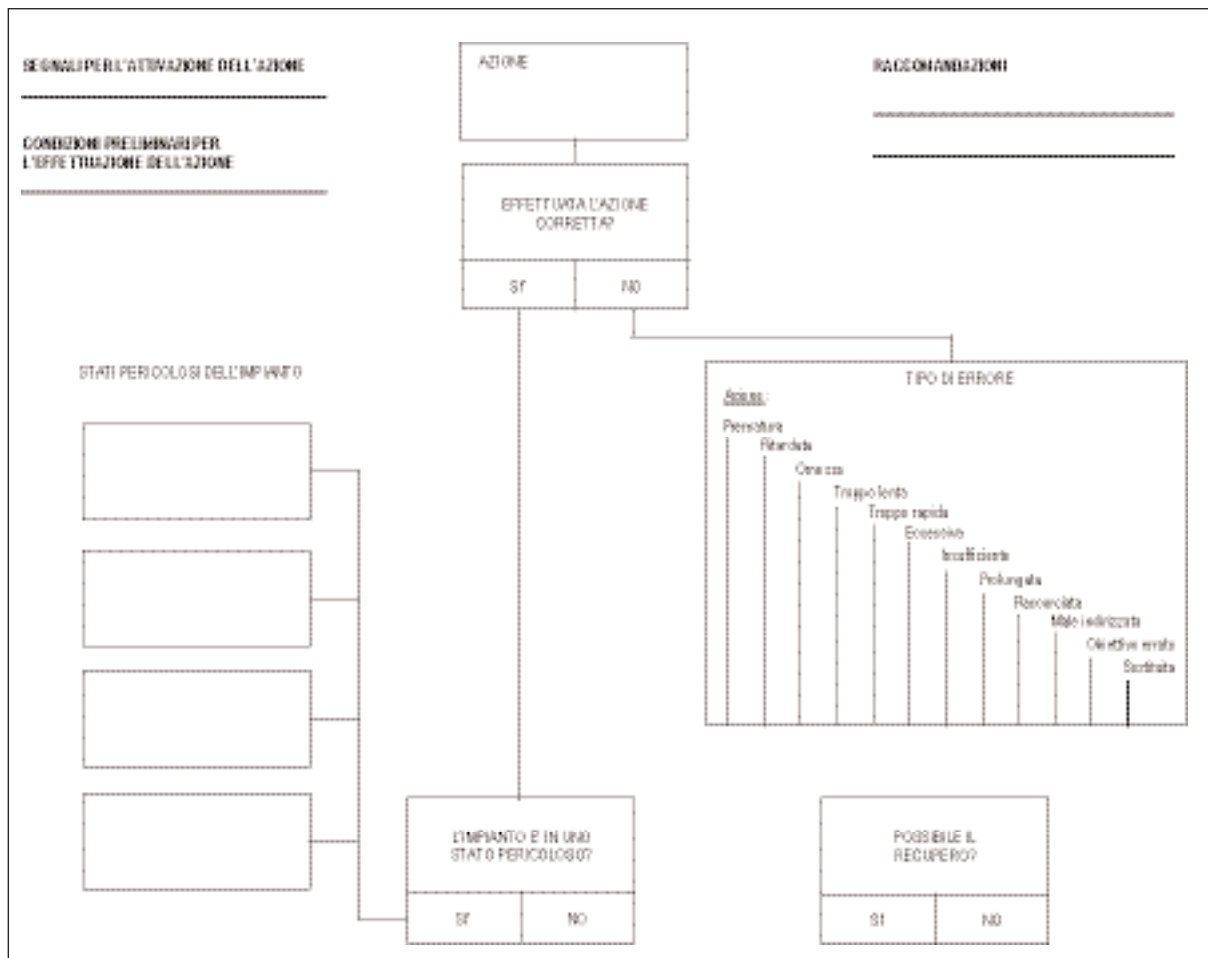 SEGNALI PER L'ATTIVAZIONE DELL'AZIONE
CONDIZIONI PRELIMINARI PER
L'EFFETTUAZIONE DELL'AZIONE
AZIONE
RACCOMANDAZIONI
EFFETTUATA L'AZIONE
CORRETTA?
SI'
NO
STATI PERICOLOSI DELL'IMPIANTO
TIPO DI ERRORE
Azione:
Prematura
Ritardata
Omessa
Troppo lenta
Troppo rapida
Eccessiva
Insufficiente
Prolungata
Raccorciata
Male indirizzata
Obiettivo errato
Sostituita
L'IMPIANTO E' IN UNO
STATO PERICOLOSO?
SI'
NO
POSSIBILE IL
RECUPERO?
SI
NO